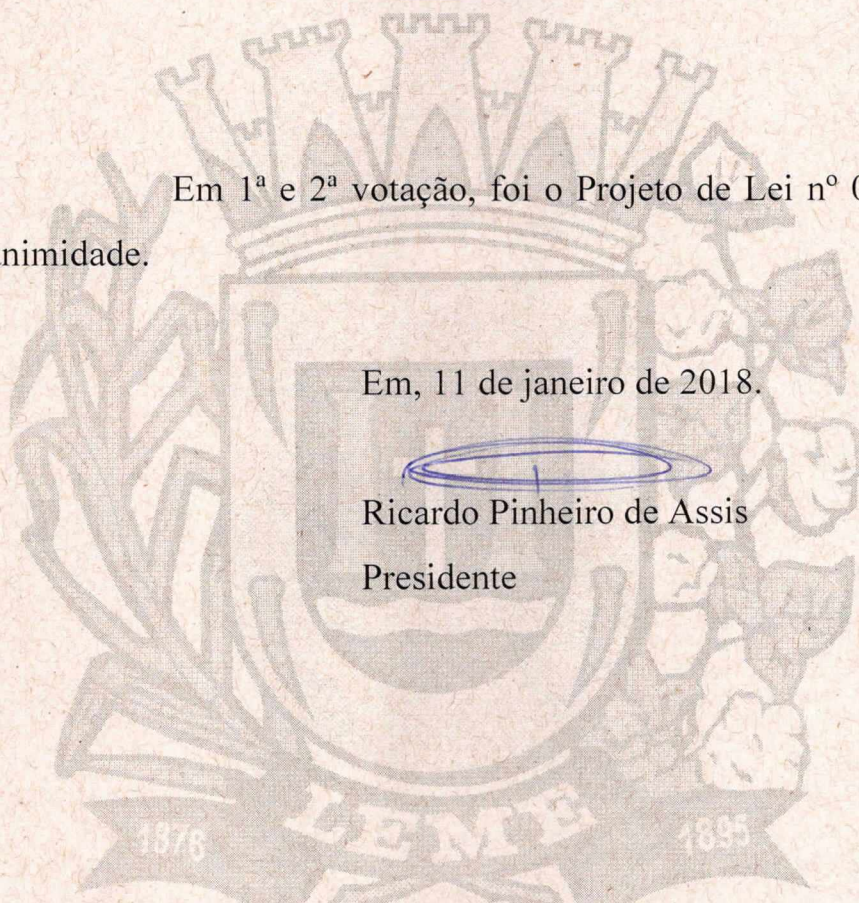 Em 1ª e 2ª votação, foi o Projeto de Lei nº
animidade.
Em, 11 de janeiro de 2018.
Ricardo Pinheiro de Assis
Presidente
1876 LEME 1895